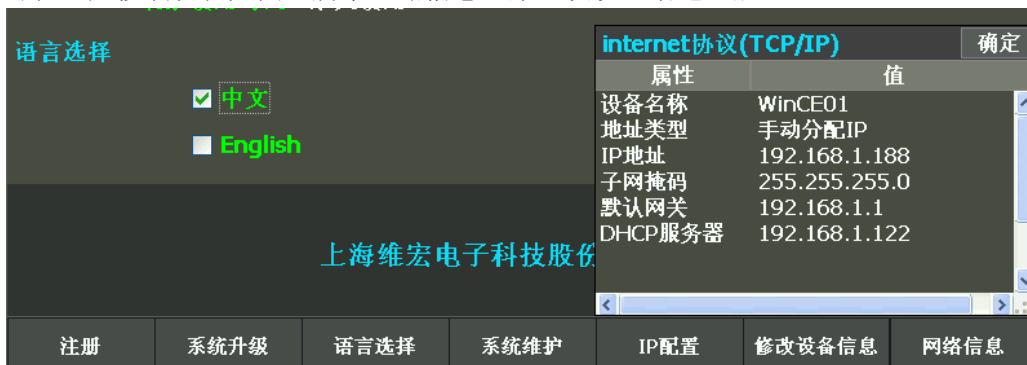 语言选择
中文
English
上海维宏电子科技股份
internet协议(TCP/IP) 确定
属性 值
设备名称 WinCE01
地址类型 手动分配IP
IP地址 192.168.1.188
子网掩码 255.255.255.0
默认网关 192.168.1.1
DHCP服务器 192.168.1.122
注册 系统升级 语言选择 系统维护 IP配置 修改设备信息 网络信息